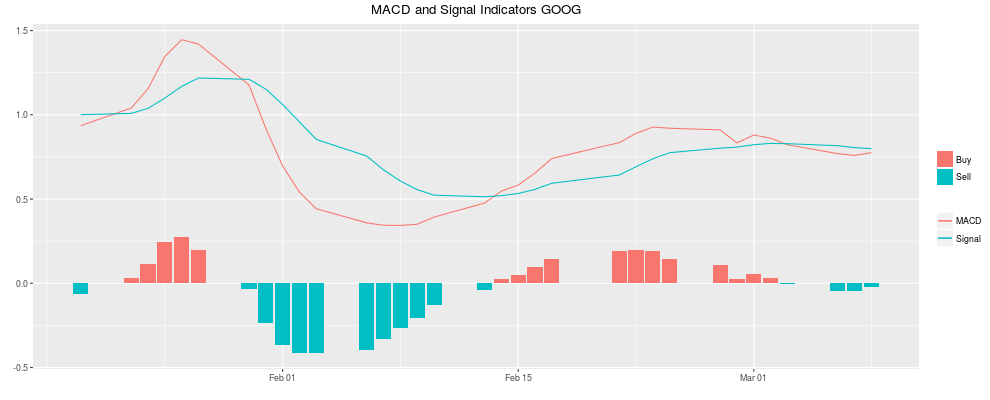 MACD and Signal Indicators GOOG
1.5
1.0
0.5
0.0
-0.5
Feb 01
Feb 15
Mar 01
Buy
Sell
MACD
Signal